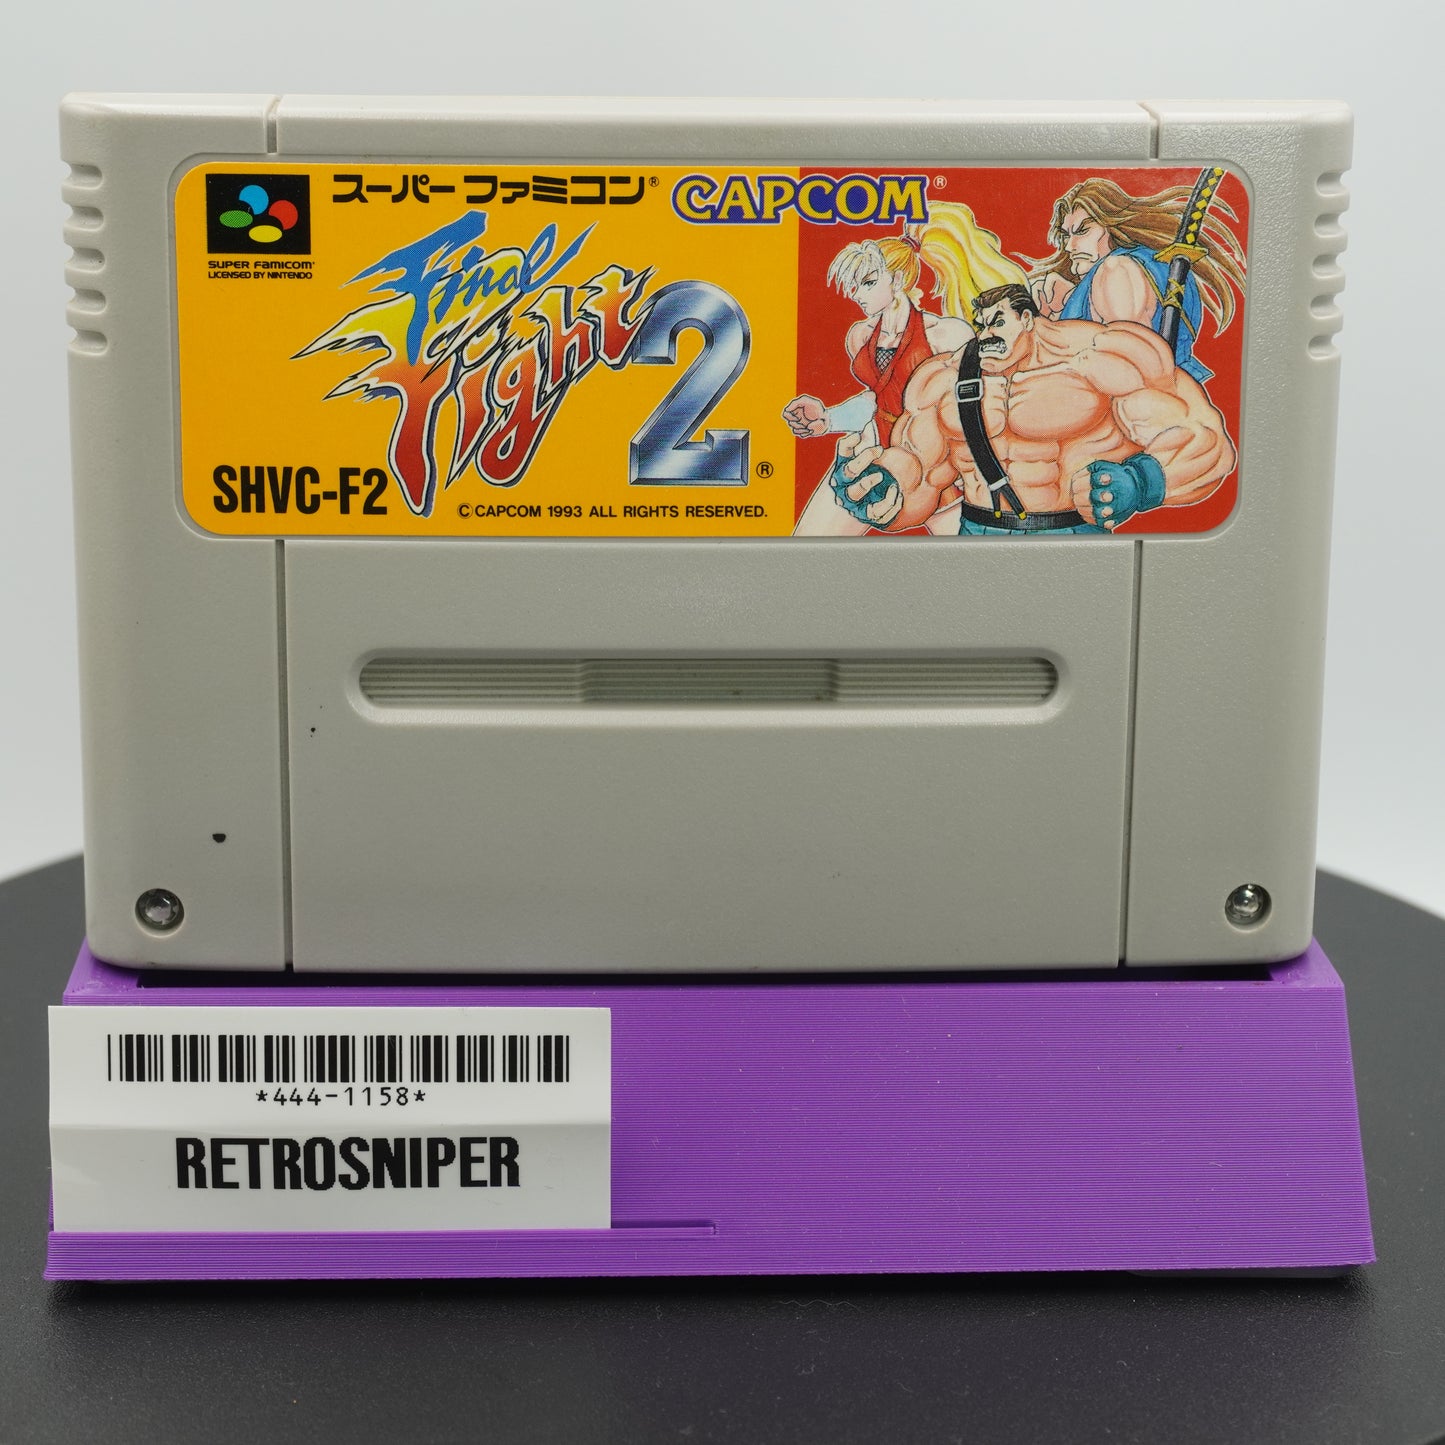 スーパーファミコン® CAPCOM®
SUPER FAMICOM™
LICENSED BY NINTENDO
Final
Fight 2®
SHVC-F2
©CAPCOM 1993 ALL RIGHTS RESERVED.
*444-1158*
RETROSNIPER